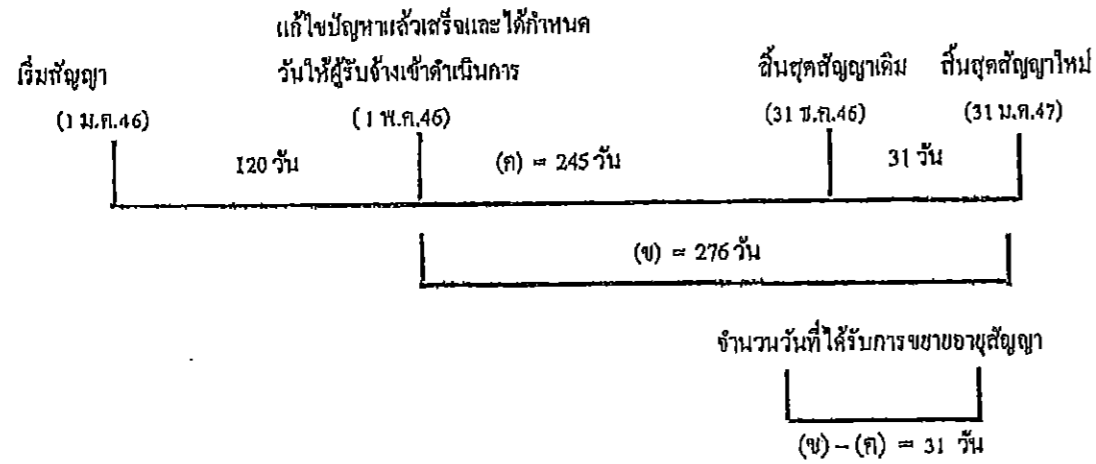 แก้ไขปัญหาแล้วเสร็จและได้กำหนด
เริ่มสัญญา วันให้ผู้รับจ้างเข้าดำเนินการ สิ้นสุดสัญญาเดิม สิ้นสุดสัญญาใหม่
(1 ม.ค.46) (1 พ.ค.46) (31 ธ.ค.46) (31 ม.ค.47)
120 วัน (ค) = 245 วัน 31 วัน
(ข) = 276 วัน
จำนวนวันที่ได้รับการขยายอายุสัญญา
(ข) – (ค) = 31 วัน